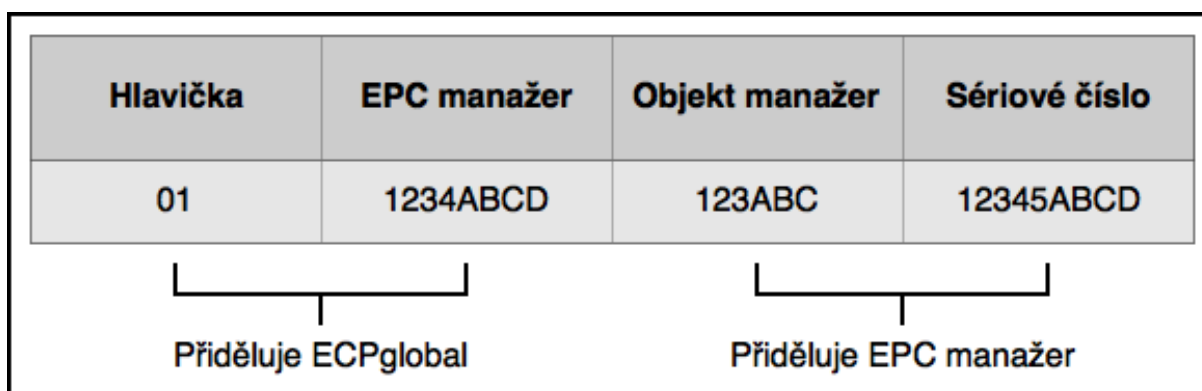 Hlavička EPC manažer Objekt manažer Sériové číslo
01 1234ABCD 123ABC 12345ABCD
Přiděluje ECPglobal Přiděluje EPC manažer